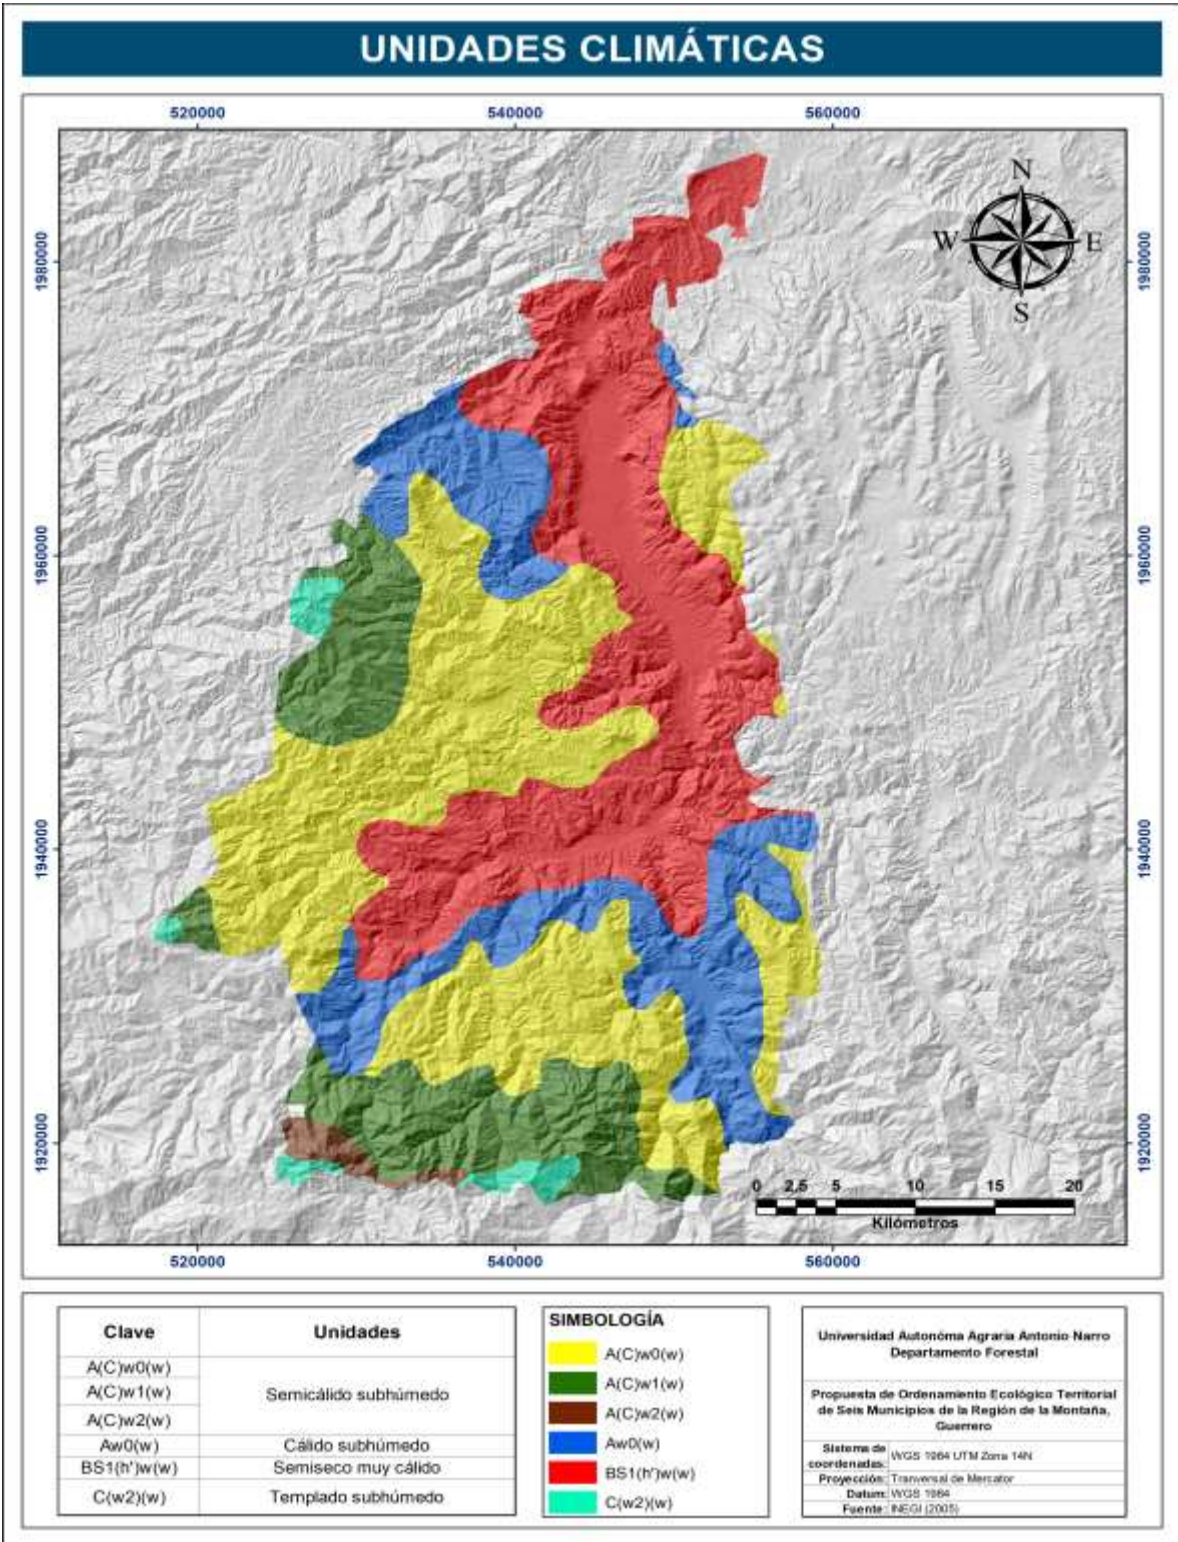 UNIDADES CLIMÁTICAS
520000 540000 560000
N
W E
S
1980000 1980000
1960000 1960000
1940000 1940000
1920000 1920000
0 2,5 5 10 15 20
Kilómetros
520000 540000 560000
Clave Unidades
A(C)w0(w)
A(C)w1(w) Semicálido subhúmedo
A(C)w2(w)
Aw0(w) Cálido subhúmedo
BS1(h')w(w) Semiseco muy cálido
C(w2)(w) Templado subhúmedo
SIMBOLOGÍA
A(C)w0(w)
A(C)w1(w)
A(C)w2(w)
Aw0(w)
BS1(h')w(w)
C(w2)(w)
Universidad Autonóma Agraria Antonio Narro
Departamento Forestal
Propuesta de Ordenamiento Ecológico Territorial
de Seis Municipios de la Región de la Montaña,
Guerrero
Sistema de
coordenadas: WGS 1984 UTM Zona 14N
Proyección: Tranversal de Mercator
Datum: WGS 1984
Fuente: INEGI (2005)